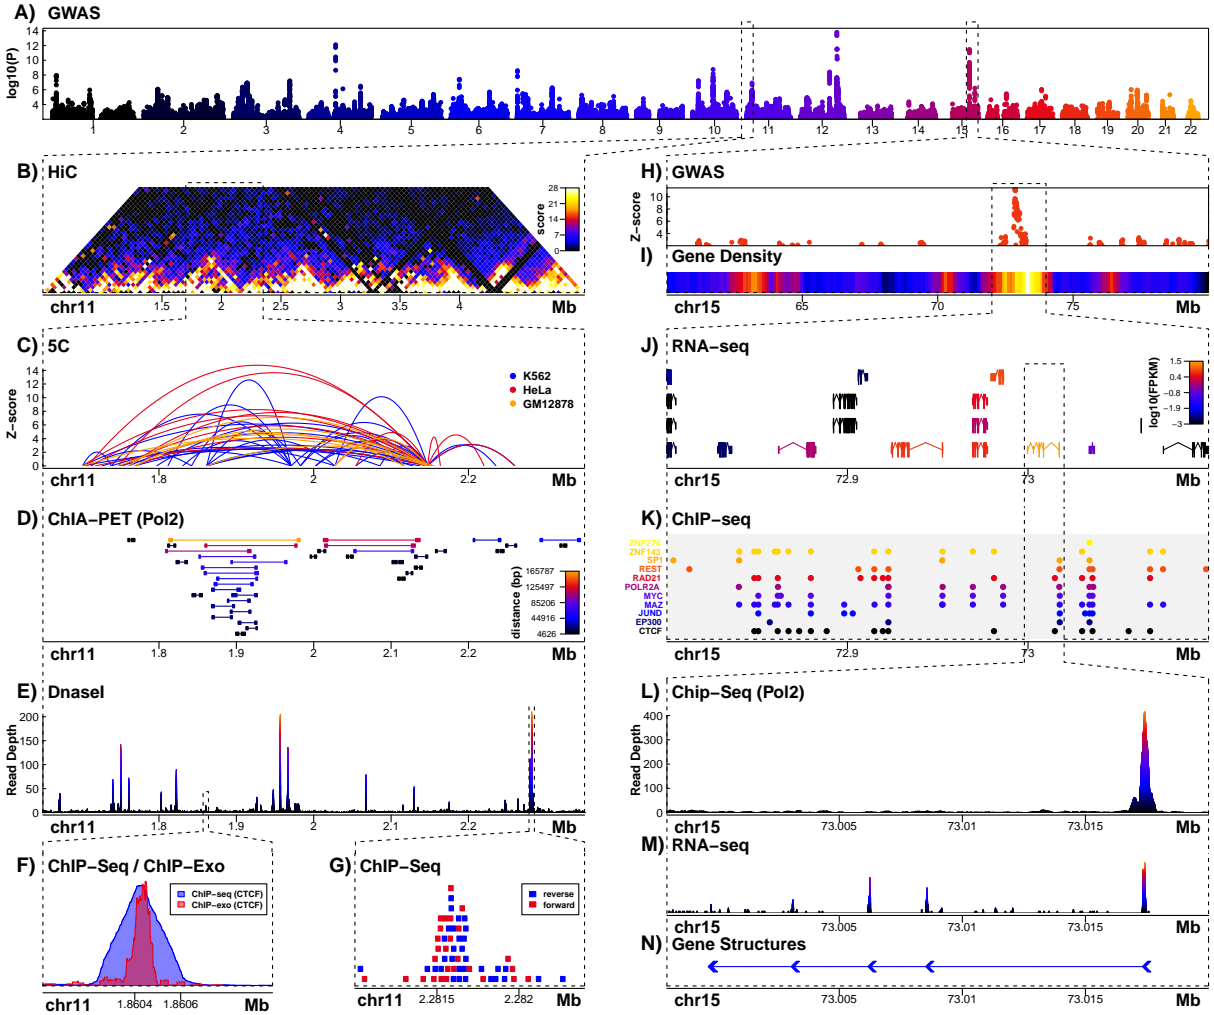 A) GWAS
log10(P)
14
12
10
8
6
4
1 2 3 4 5 6 7 8 9 10 11 12 13 14 15 16 17 18 19 20 21 22
B) HiC
score
28
21
14
7
0
chr11 1.5 2 2.5 3 3.5 4 Mb
C) 5C
Z-score
14
12
10
8
6
4
2
0
K562
HeLa
GM12878
chr11 1.8 2 2.2 Mb
D) ChIA-PET (Pol2)
distance (bp)
165787
125497
85206
44916
4626
chr11 1.8 1.9 2 2.1 2.2 Mb
E) DnaseI
Read Depth
200
150
100
50
0
chr11 1.8 1.9 2 2.1 2.2 Mb
F) ChIP-Seq / ChIP-Exo
ChIP-seq (CTCF)
ChIP-exo (CTCF)
chr11 1.8604 1.8606 Mb
G) ChIP-Seq
reverse
forward
chr11 2.2815 2.282 Mb
H) GWAS
Z-score
10
8
6
4
I) Gene Density
chr15 65 70 75 Mb
J) RNA-seq
log10(FPKM)
1.5
0.4
-0.8
-1.9
-3
chr15 72.9 73 Mb
K) ChIP-seq
ZNP274
ZNF143
SP1
REST
RAD21
POLR2A
MYC
MAZ
JUND
EP300
CTCF
chr15 72.9 73 Mb
L) Chip-Seq (Pol2)
Read Depth
400
300
200
100
0
chr15 73.005 73.01 73.015 Mb
M) RNA-seq
chr15 73.005 73.01 73.015 Mb
N) Gene Structures
chr15 73.005 73.01 73.015 Mb